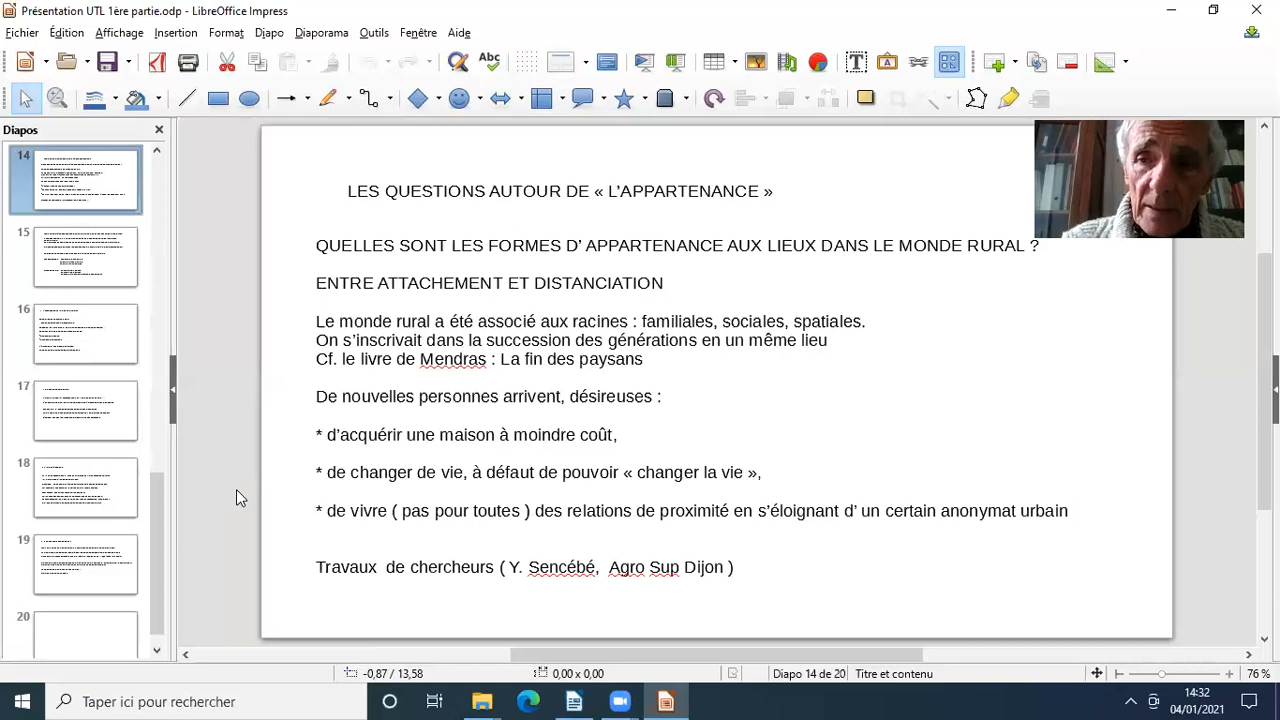 Présentation UTL 1ère partie.odp - LibreOffice Impress
Fichier Édition Affichage Insertion Format Diapo Diaporama Outils Fenêtre Aide
Abc
Diapos
14
15
16
17
18
19
20
LES QUESTIONS AUTOUR DE « L'APPARTENANCE »
QUELLES SONT LES FORMES D' APPARTENANCE AUX LIEUX DANS LE MONDE RURAL ?
ENTRE ATTACHEMENT ET DISTANCIATION
Le monde rural a été associé aux racines : familiales, sociales, spatiales.
On s'inscrivait dans la succession des générations en un même lieu
Cf. le livre de Mendras : La fin des paysans
De nouvelles personnes arrivent, désireuses :
* d'acquérir une maison à moindre coût,
* de changer de vie, à défaut de pouvoir « changer la vie »,
* de vivre ( pas pour toutes ) des relations de proximité en s'éloignant d' un certain anonymat urbain
Travaux de chercheurs ( Y. Sencébé, Agro Sup Dijon )
-0,87 / 13,58 0,00 x 0,00 Diapo 14 de 20 Titre et contenu 76 %
Taper ici pour rechercher
14:32
04/01/2021